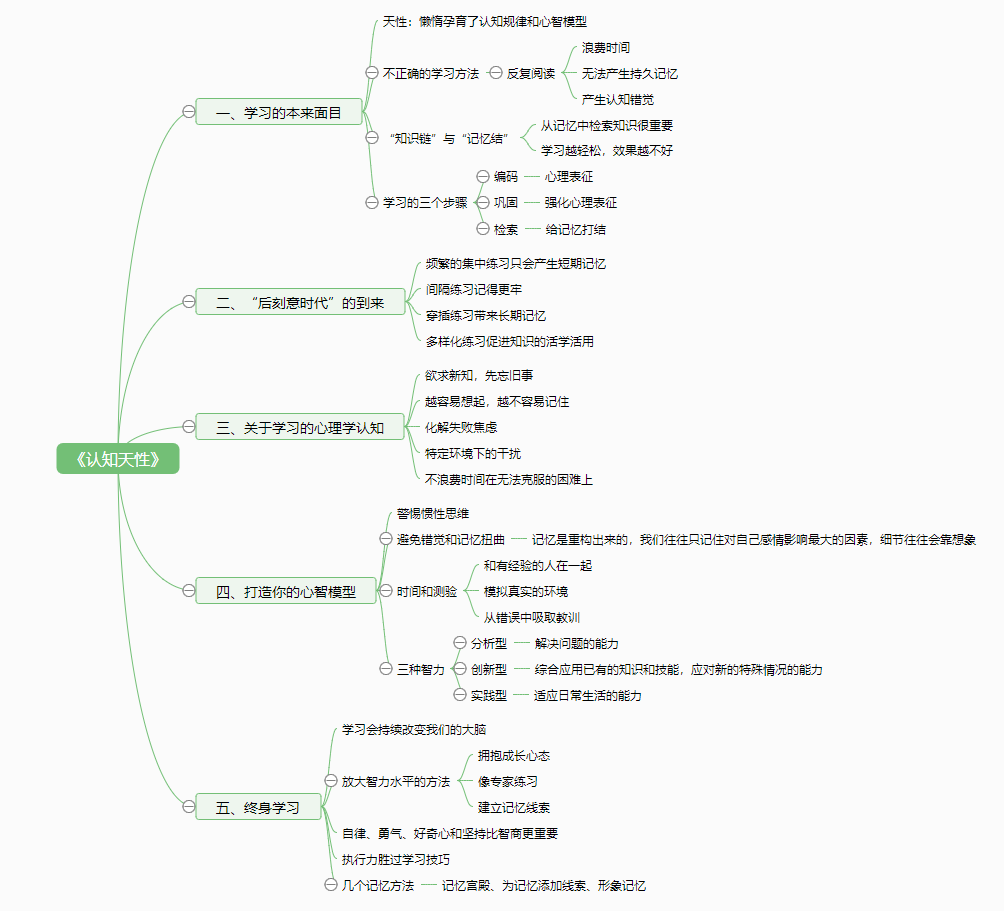 《认知天性》
一、学习的本来面目
天性：懒惰孕育了认知规律和心智模型
不正确的学习方法
反复阅读
浪费时间
无法产生持久记忆
产生认知错觉
“知识链”与“记忆结”
从记忆中检索知识很重要
学习越轻松，效果越不好
学习的三个步骤
编码
心理表征
巩固
强化心理表征
检索
给记忆打结
二、“后刻意时代”的到来
频繁的集中练习只会产生短期记忆
间隔练习记得更牢
穿插练习带来长期记忆
多样化练习促进知识的活学活用
三、关于学习的心理学认知
欲求新知，先忘旧事
越容易想起，越不容易记住
化解失败焦虑
特定环境下的干扰
不浪费时间在无法克服的困难上
四、打造你的心智模型
警惕惯性思维
避免错觉和记忆扭曲
记忆是重构出来的，我们往往只记住对自己感情影响最大的因素，细节往往会靠想象
时间和测验
和有经验的人在一起
模拟真实的环境
从错误中吸取教训
三种智力
分析型
解决问题的能力
创新型
综合应用已有的知识和技能，应对新的特殊情况的能力
实践型
适应日常生活的能力
五、终身学习
学习会持续改变我们的大脑
放大智力水平的方法
拥抱成长心态
像专家练习
建立记忆线索
自律、勇气、好奇心和坚持比智商更重要
执行力胜过学习技巧
几个记忆方法
记忆宫殿、为记忆添加线索、形象记忆